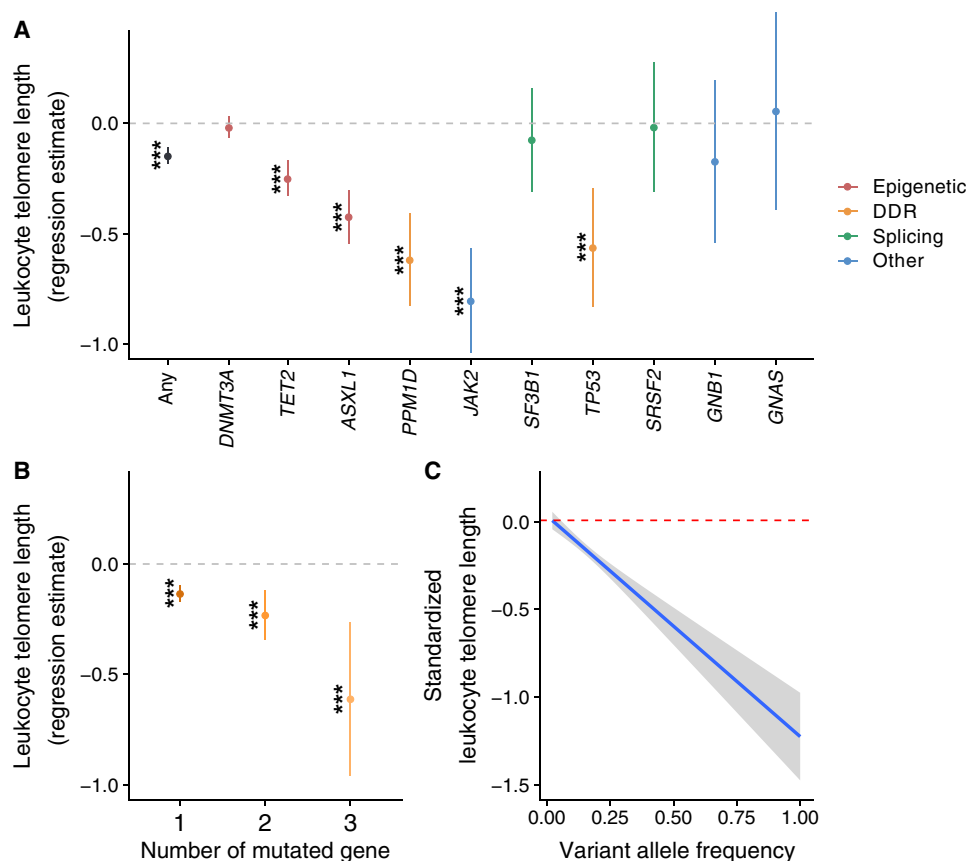 A
Leukocyte telomere length
(regression estimate)
0.0
−0.5
−1.0
***
***
***
***
***
***
Any
DNMT3A
TET2
ASXL1
PPM1D
JAK2
SF3B1
TP53
SRSF2
GNB1
GNAS
Epigenetic
DDR
Splicing
Other
B
Leukocyte telomere length
(regression estimate)
0.0
−0.5
−1.0
***
***
***
1
2
3
Number of mutated gene
C
Standardized
leukocyte telomere length
0.0
−0.5
−1.0
−1.5
0.00
0.25
0.50
0.75
1.00
Variant allele frequency